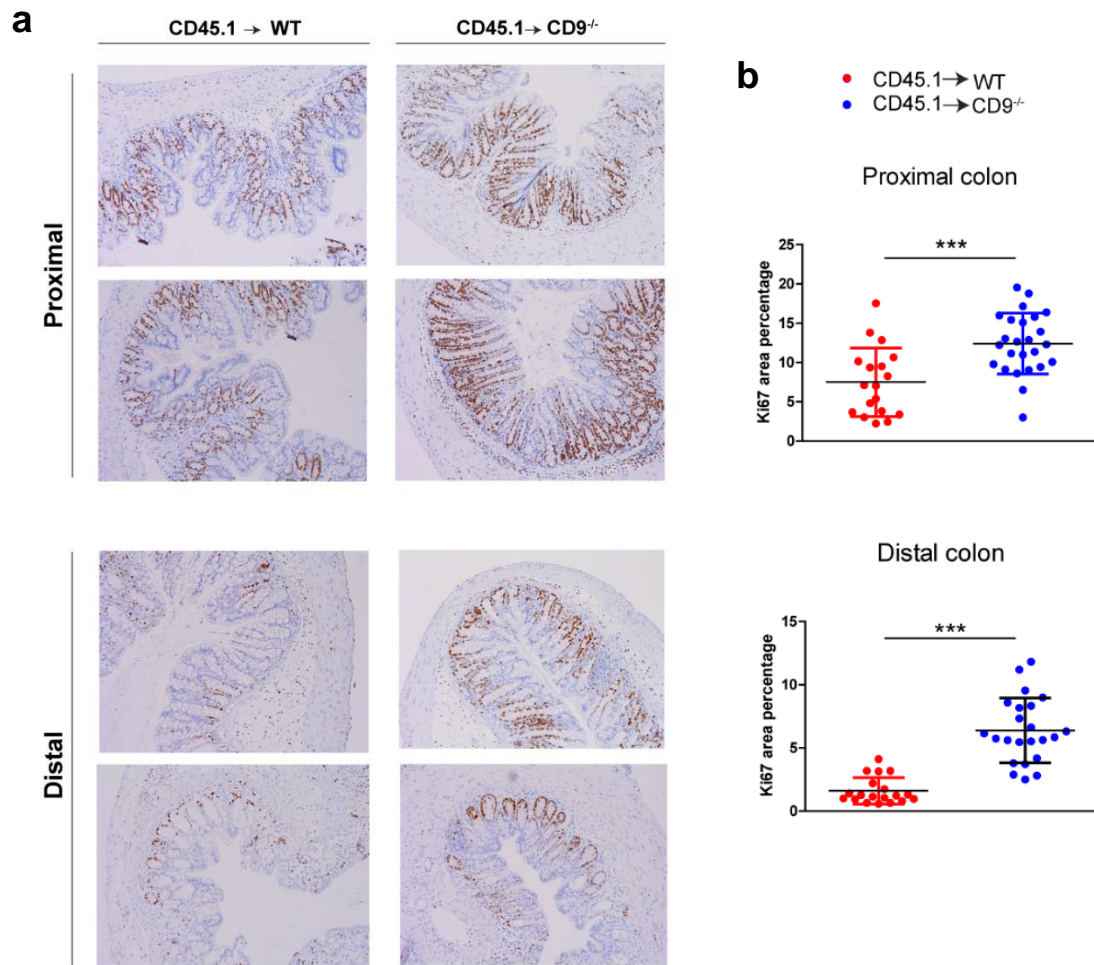 a
CD45.1 → WT
CD45.1→ CD9-/-
Proximal
Distal
b
CD45.1→WT
CD45.1→CD9-/-
Proximal colon
Ki67 area percentage
25
20
15
10
5
0
***
Distal colon
Ki67 area percentage
15
10
5
0
***